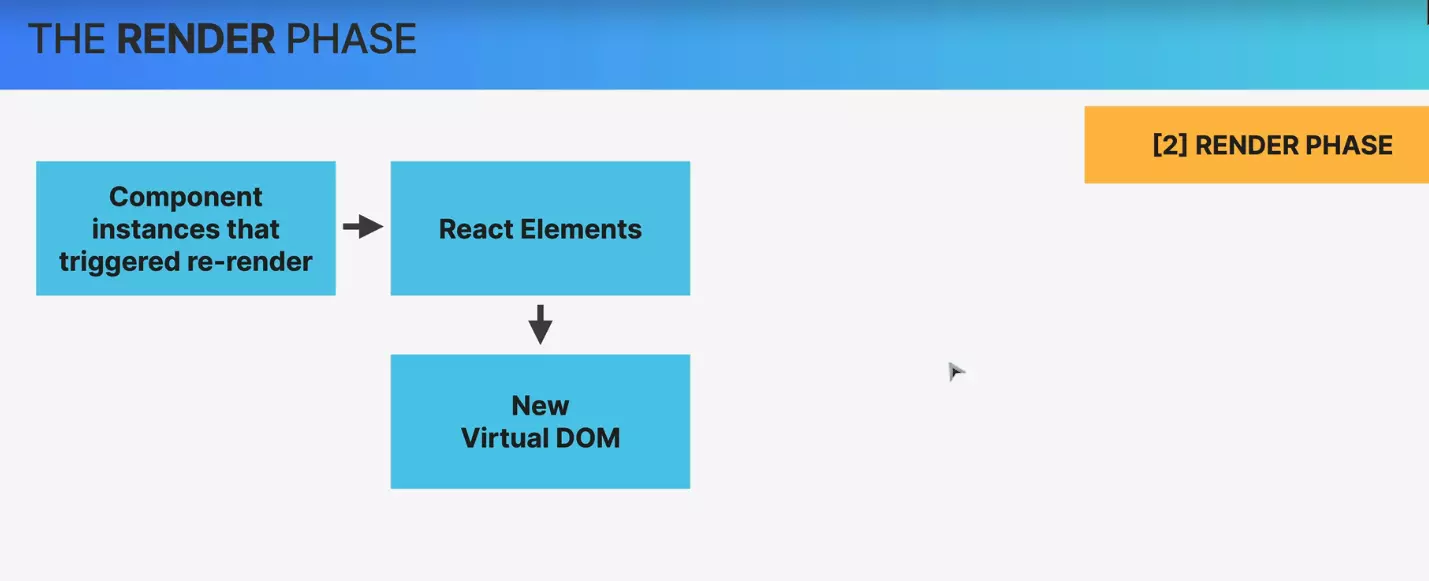 THE RENDER PHASE
[2] RENDER PHASE
Component
instances that
triggered re-render
React Elements
New
Virtual DOM